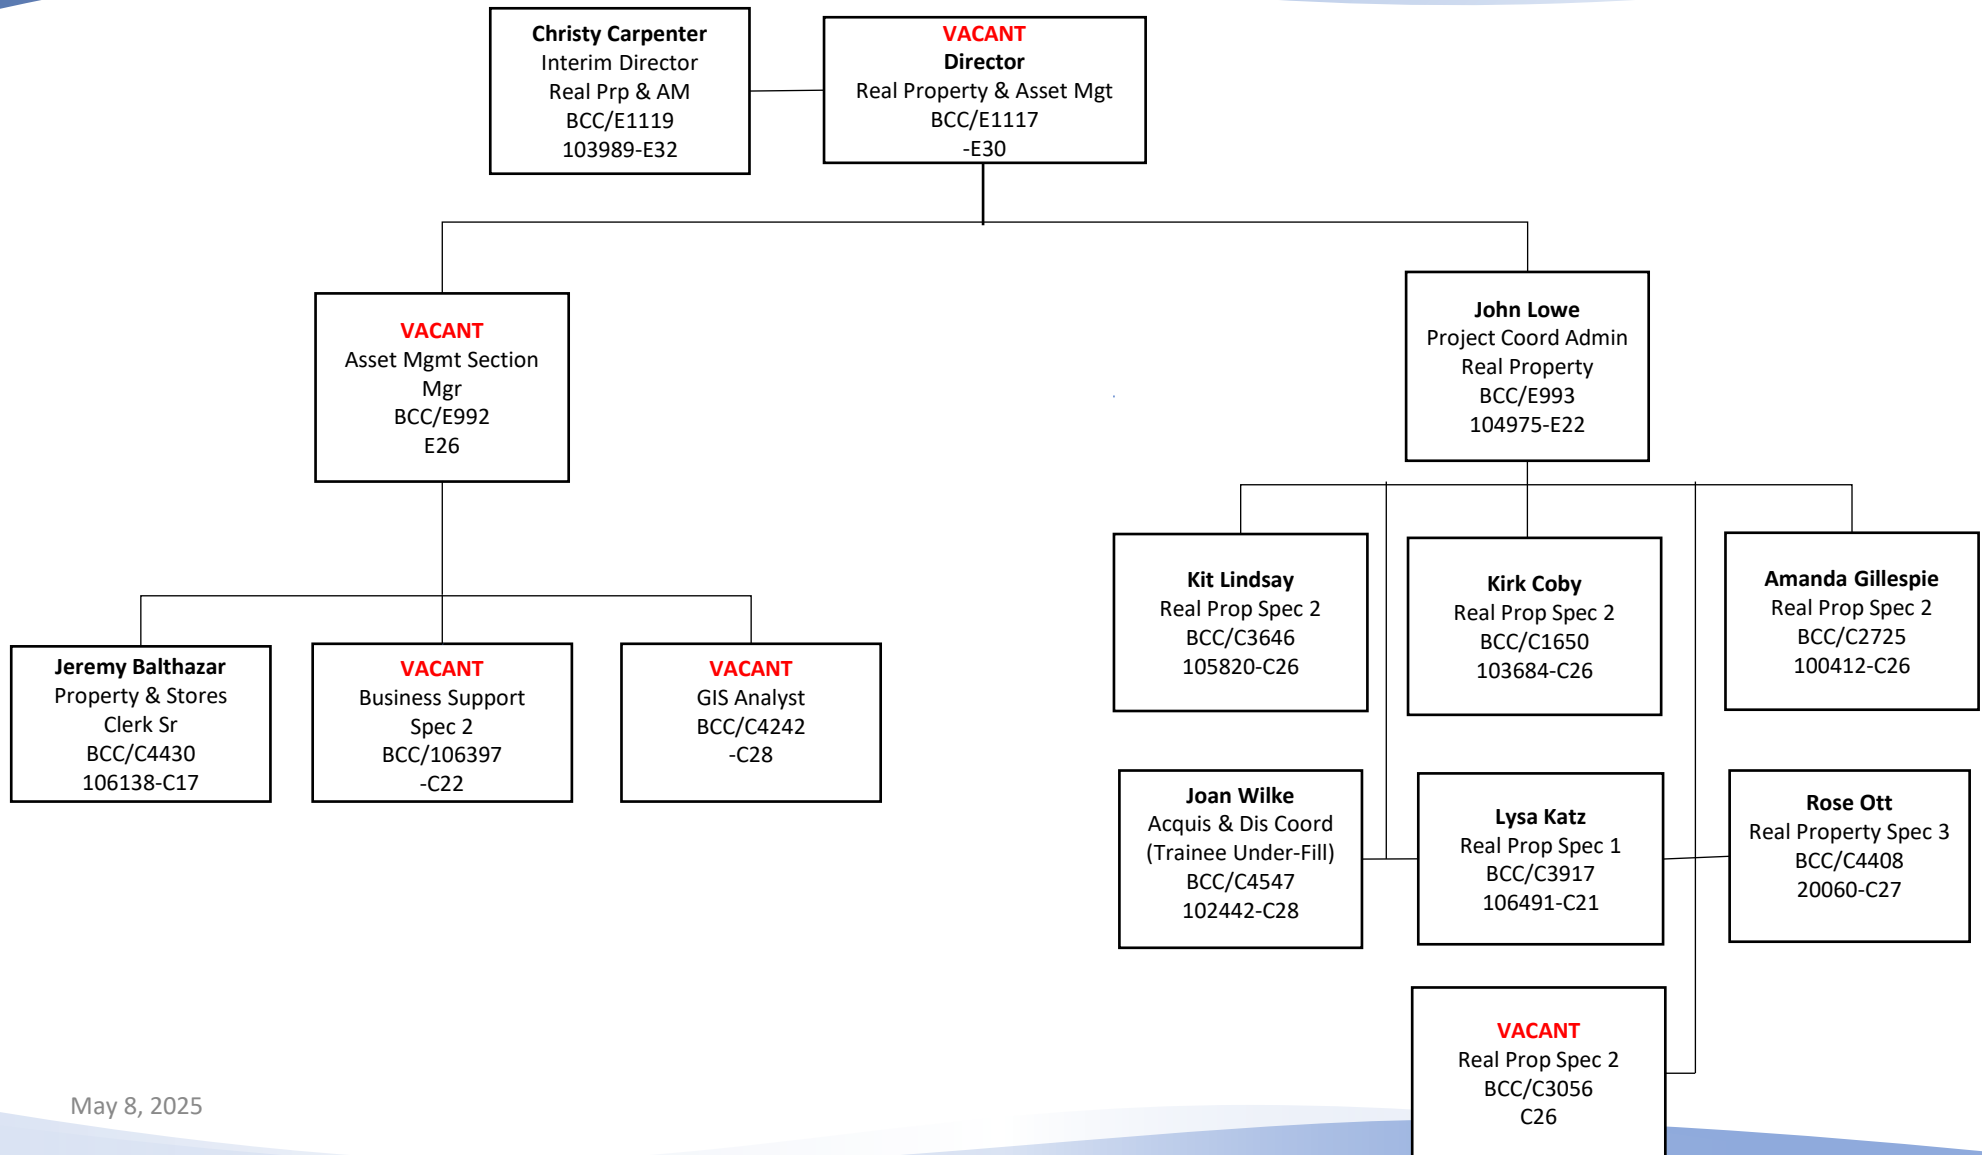 Christy Carpenter
Interim Director
Real Prp & AM
BCC/E1119
103989-E32
VACANT
Director
Real Property & Asset Mgt
BCC/E1117
-E30
VACANT
Asset Mgmt Section
Mgr
BCC/E992
E26
John Lowe
Project Coord Admin
Real Property
BCC/E993
104975-E22
Jeremy Balthazar
Property & Stores
Clerk Sr
BCC/C4430
106138-C17
VACANT
Business Support
Spec 2
BCC/106397
-C22
VACANT
GIS Analyst
BCC/C4242
-C28
Kit Lindsay
Real Prop Spec 2
BCC/C3646
105820-C26
Kirk Coby
Real Prop Spec 2
BCC/C1650
103684-C26
Amanda Gillespie
Real Prop Spec 2
BCC/C2725
100412-C26
Joan Wilke
Acquis & Dis Coord
(Trainee Under-Fill)
BCC/C4547
102442-C28
Lysa Katz
Real Prop Spec 1
BCC/C3917
106491-C21
Rose Ott
Real Property Spec 3
BCC/C4408
20060-C27
VACANT
Real Prop Spec 2
BCC/C3056
C26
May 8, 2025